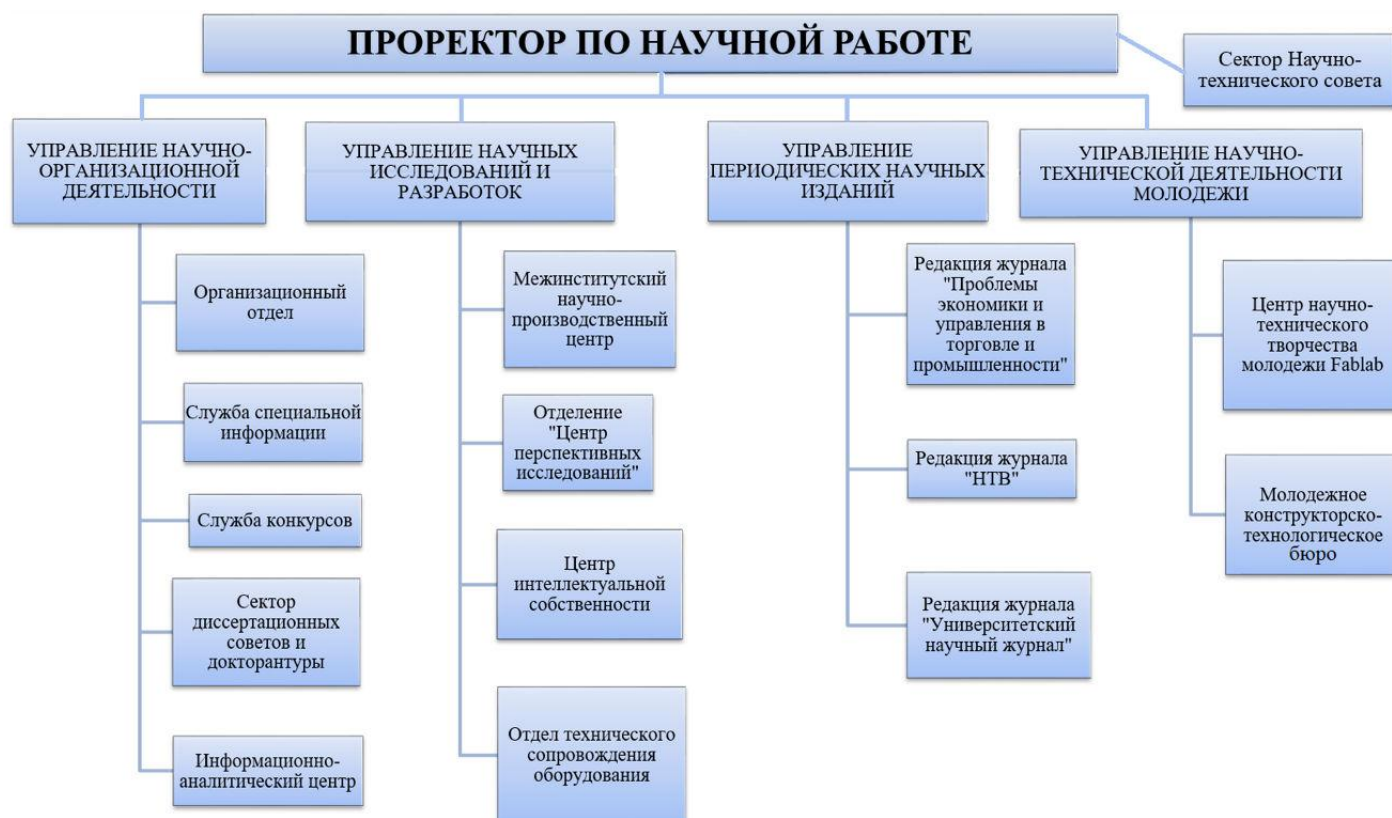 ПРОРЕКТОР ПО НАУЧНОЙ РАБОТЕ
Сектор Научно-
технического совета
УПРАВЛЕНИЕ НАУЧНО-
ОРГАНИЗАЦИОННОЙ
ДЕЯТЕЛЬНОСТИ
Организационный
отдел
Служба специальной
информации
Служба конкурсов
Сектор
диссертационных
советов и
докторантуры
Информационно-
аналитический центр
УПРАВЛЕНИЕ НАУЧНЫХ
ИССЛЕДОВАНИЙ И
РАЗРАБОТОК
Межинститутский
научно-
производственный
центр
Отделение
"Центр
перспективных
исследований"
Центр
интеллектуальной
собственности
Отдел технического
сопровождения
оборудования
УПРАВЛЕНИЕ
ПЕРИОДИЧЕСКИХ НАУЧНЫХ
ИЗДАНИЙ
Редакция журнала
"Проблемы
экономики и
управления в
торговле и
промышленности"
Редакция журнала
"НТВ"
Редакция журнала
"Университетский
научный журнал"
УПРАВЛЕНИЕ НАУЧНО-
ТЕХНИЧЕСКОЙ ДЕЯТЕЛЬНОСТИ
МОЛОДЕЖИ
Центр научно-
технического
творчества
молодежи Fablab
Молодежное
конструкторско-
технологическое
бюро